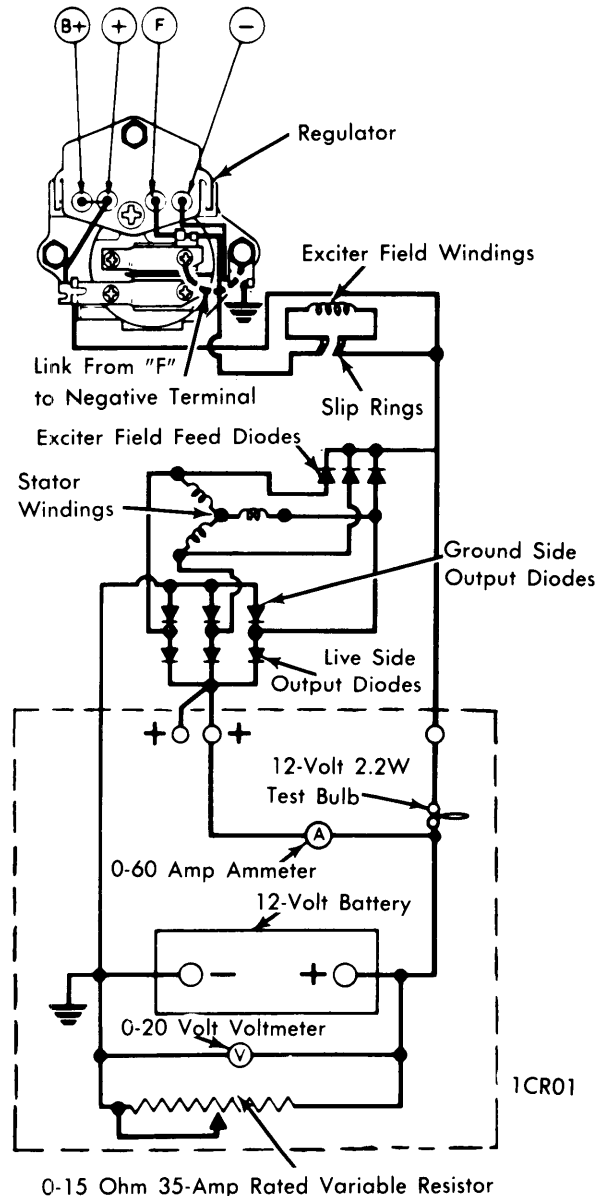 B+ + F −
Regulator
Exciter Field Windings
Link From "F"
to Negative Terminal
Slip Rings
Exciter Field Feed Diodes
Stator
Windings
Ground Side
Output Diodes
Live Side
Output Diodes
+ +
12-Volt 2.2W
Test Bulb
A
0-60 Amp Ammeter
12-Volt Battery
− +
0-20 Volt Voltmeter
V
1CR01
0-15 Ohm 35-Amp Rated Variable Resistor